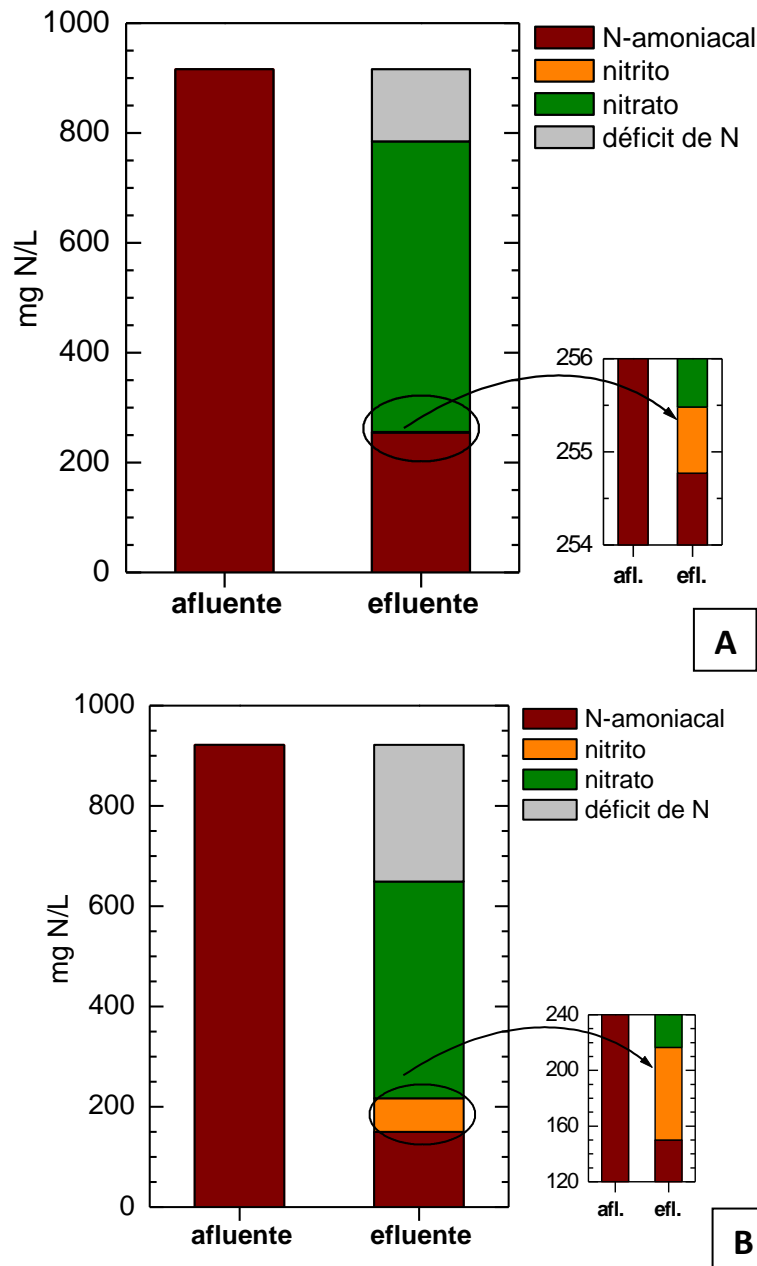 1000
800
600
400
200
0
mg N/L
afluente
efluente
N-amoniacal
nitrito
nitrato
déficit de N
256
255
254
afl.
efl.
A
1000
800
600
400
200
0
mg N/L
afluente
efluente
N-amoniacal
nitrito
nitrato
déficit de N
240
200
160
120
afl.
efl.
B